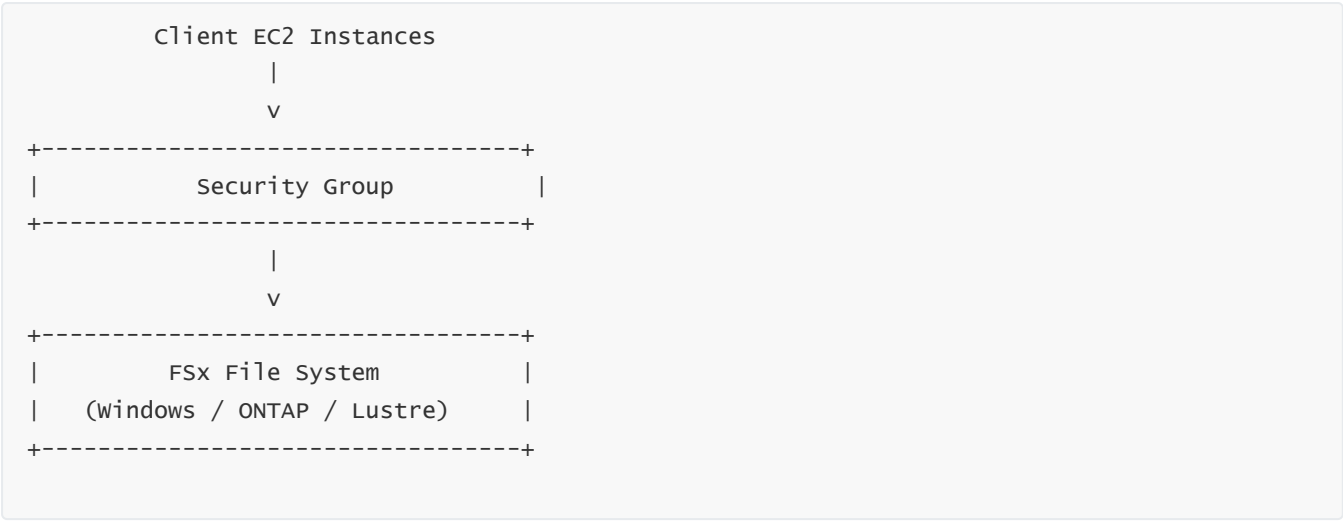 Client EC2 Instances
|
v
+----------------------------------+
|           Security Group          |
+----------------------------------+
|
v
+----------------------------------+
|         FSx File System          |
|   (Windows / ONTAP / Lustre)     |
+----------------------------------+